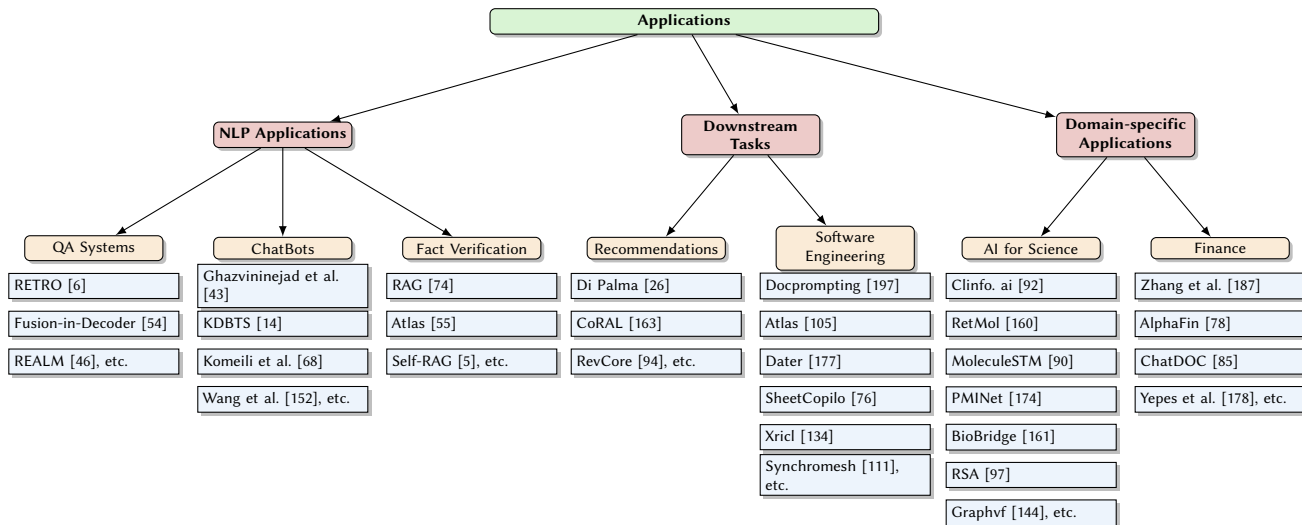 Applications
NLP Applications
Downstream
Tasks
Domain-specific
Applications
QA Systems
RETRO [6]
Fusion-in-Decoder [54]
REALM [46], etc.
ChatBots
Ghazvininejad et al.
[43]
KDBTS [14]
Komeili et al. [68]
Wang et al. [152], etc.
Fact Verification
RAG [74]
Atlas [55]
Self-RAG [5], etc.
Recommendations
Di Palma [26]
CoRAL [163]
RevCore [94], etc.
Software
Engineering
Docprompting [197]
Atlas [105]
Dater [177]
SheetCopilo [76]
Xricl [134]
Synchromesh [111],
etc.
AI for Science
Clinfo. ai [92]
RetMol [160]
MoleculeSTM [90]
PMINet [174]
BioBridge [161]
RSA [97]
Graphvf [144], etc.
Finance
Zhang et al. [187]
AlphaFin [78]
ChatDOC [85]
Yepes et al. [178], etc.